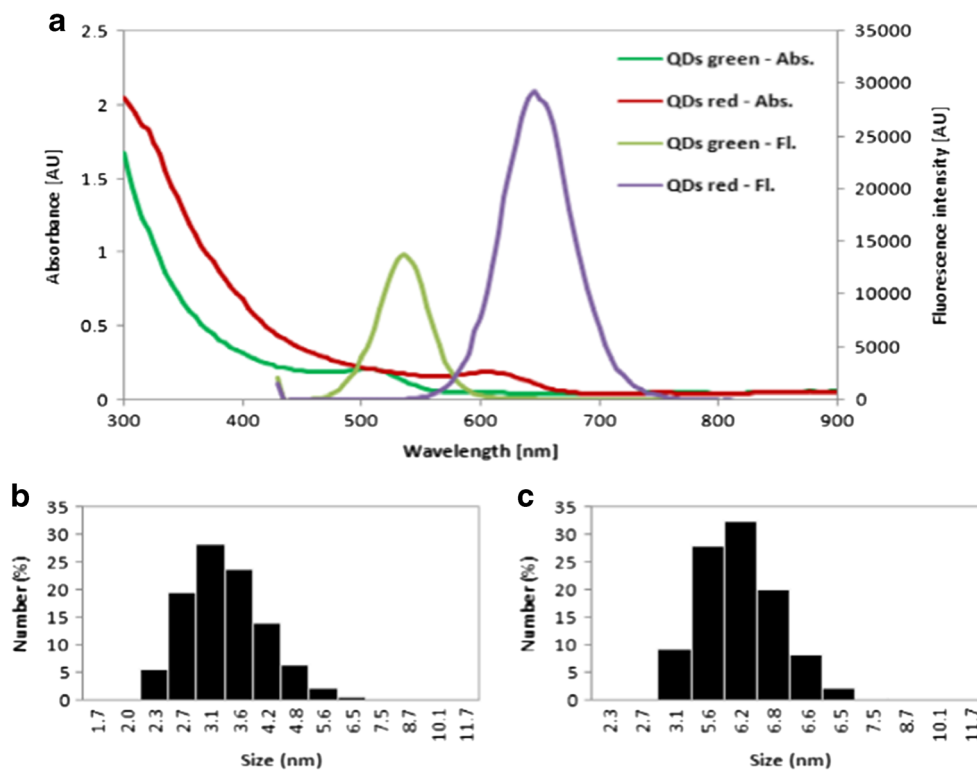 a
2.5
2
1.5
1
0.5
0
Absorbance [AU]
35000
30000
25000
20000
15000
10000
5000
0
Fluorescence intensity [AU]
QDs green - Abs.
QDs red - Abs.
QDs green - Fl.
QDs red - Fl.
300 400 500 600 700 800 900
Wavelength [nm]
b
35
30
25
20
15
10
5
0
Number (%)
1.7 2.0 2.3 2.7 3.1 3.6 4.2 4.8 5.6 6.5 7.5 8.7 10.1 11.7
Size (nm)
c
35
30
25
20
15
10
5
0
Number (%)
2.3 2.7 3.1 5.6 6.2 6.8 6.6 6.5 7.5 8.7 10.1 11.7
Size (nm)